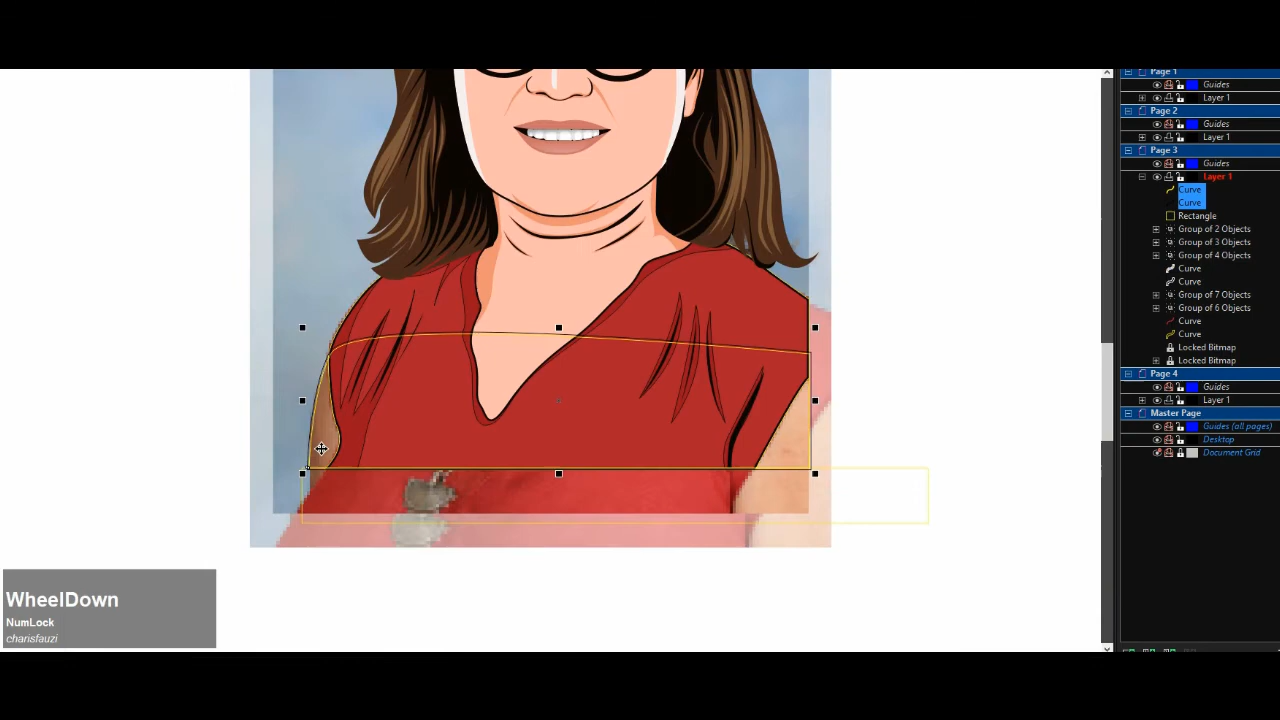 Page 1
Guides
Layer 1
Page 2
Guides
Layer 1
Page 3
Guides
Layer 1
Curve
Curve
Rectangle
Group of 2 Objects
Group of 3 Objects
Group of 4 Objects
Curve
Curve
Group of 7 Objects
Group of 6 Objects
Curve
Curve
Locked Bitmap
Locked Bitmap
Page 4
Guides
Layer 1
Master Page
Guides (all pages)
Desktop
Document Grid
WheelDown
NumLock
charisfauzi